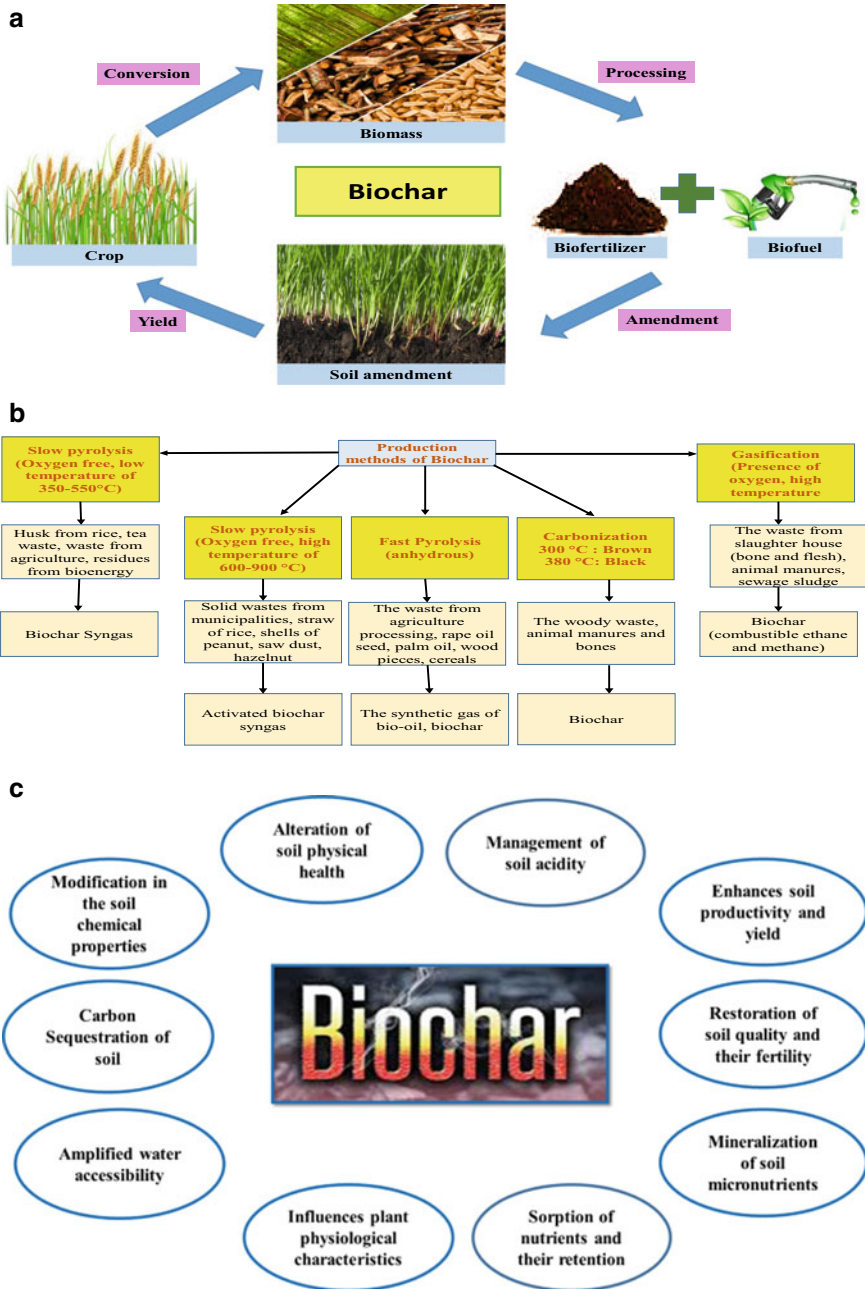 a
Conversion
Processing
Biomass
Biochar
Crop
Biofertilizer
Biofuel
Yield
Amendment
Soil amendment
b
Slow pyrolysis
(Oxygen free, low
temperature of
350-550°C)
Production
methods of Biochar
Gasification
(Presence of
oxygen, high
temperature
Husk from rice, tea
waste, waste from
agriculture, residues
from bioenergy
Slow pyrolysis
(Oxygen free, high
temperature of
600-900 °C)
Fast Pyrolysis
(anhydrous)
Carbonization
300 °C : Brown
380 °C: Black
The waste from
slaughter house
(bone and flesh),
animal manures,
sewage sludge
Biochar Syngas
Solid wastes from
municipalities, straw
of rice, shells of
peanut, saw dust,
hazelnut
The waste from
agriculture
processing, rape oil
seed, palm oil, wood
pieces, cereals
The woody waste,
animal manures and
bones
Biochar
(combustible ethane
and methane)
Activated biochar
syngas
The synthetic gas of
bio-oil, biochar
Biochar
c
Alteration of
soil physical
health
Management of
soil acidity
Modification in
the soil
chemical
properties
Enhances soil
productivity and
yield
Carbon
Sequestration of
soil
Biochar
Restoration of
soil quality and
their fertility
Amplified water
accessibility
Mineralization
of soil
micronutrients
Influences plant
physiological
characteristics
Sorption of
nutrients and
their retention